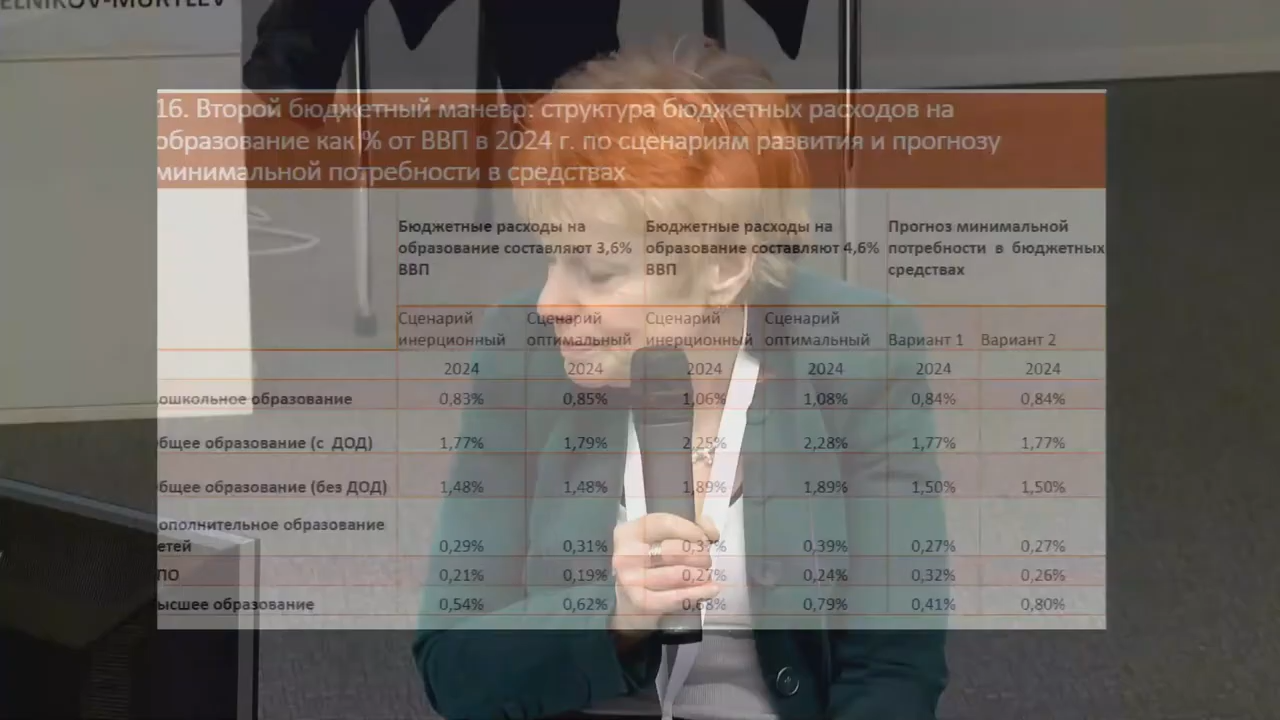 ELNIKOV-MURTEEV
16. Второй бюджетный маневр: структура бюджетных расходов на
образование как % от ВВП в 2024 г. по сценариям развития и прогнозу
минимальной потребности в средствах
Бюджетные расходы на образование составляют 3,6% ВВП
Бюджетные расходы на образование составляют 4,6% ВВП
Прогноз минимальной потребности в бюджетных средствах
Сценарий инерционный
Сценарий оптимальный
Сценарий инерционный
Сценарий оптимальный
Вариант 1
Вариант 2
2024 2024 2024 2024 2024 2024
ошкольное образование 0,83% 0,85% 1,06% 1,08% 0,84% 0,84%
бщее образование (с ДОД) 1,77% 1,79% 2,25% 2,28% 1,77% 1,77%
бщее образование (без ДОД) 1,48% 1,48% 1,89% 1,89% 1,50% 1,50%
ополнительное образование
етей 0,29% 0,31% 0,37% 0,39% 0,27% 0,27%
ПО 0,21% 0,19% 0,27% 0,24% 0,32% 0,26%
ысшее образование 0,54% 0,62% 0,68% 0,79% 0,41% 0,80%